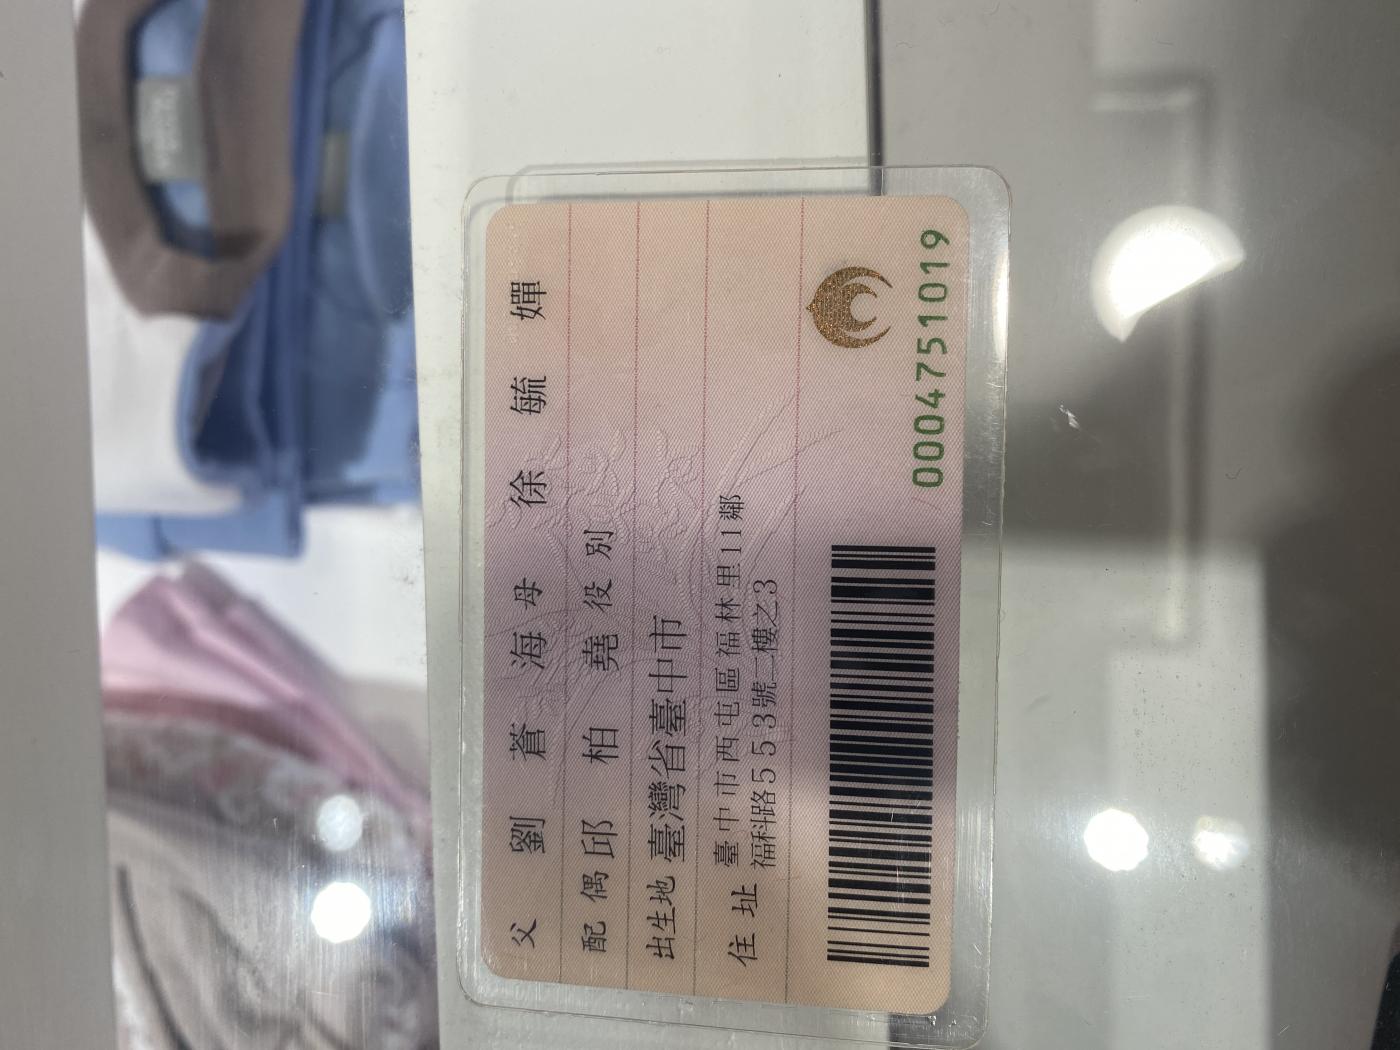 父 劉蒼海 母 徐毓嬋
配偶 邱柏堯 役別
出生地 臺灣省臺中市
住址 臺中市西屯區福林里11鄰
福科路553號二樓之3
0004751019